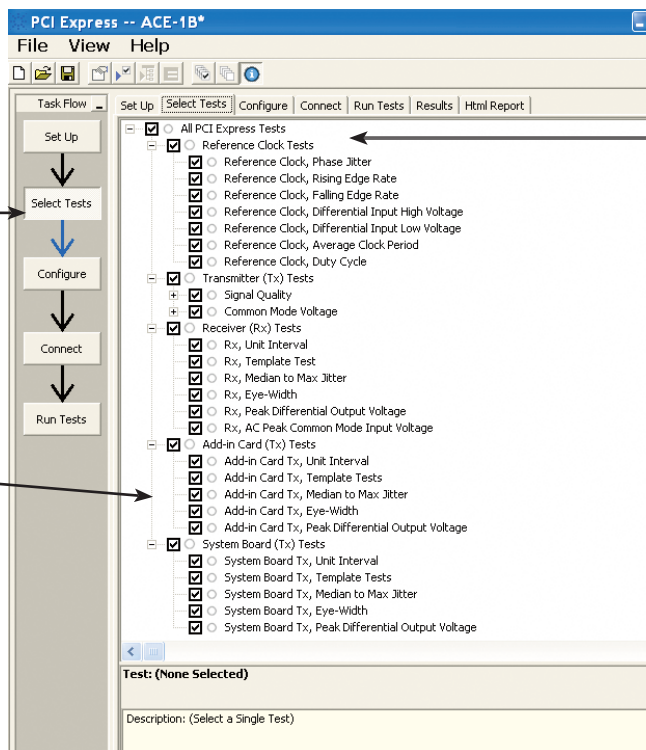 PCI Express -- ACE-1B*
File View Help
Task Flow
Set Up
Select Tests
Configure
Connect
Run Tests
Set Up Select Tests Configure Connect Run Tests Results Html Report
All PCI Express Tests
Reference Clock Tests
Reference Clock, Phase Jitter
Reference Clock, Rising Edge Rate
Reference Clock, Falling Edge Rate
Reference Clock, Differential Input High Voltage
Reference Clock, Differential Input Low Voltage
Reference Clock, Average Clock Period
Reference Clock, Duty Cycle
Transmitter (Tx) Tests
Signal Quality
Common Mode Voltage
Receiver (Rx) Tests
Rx, Unit Interval
Rx, Template Test
Rx, Median to Max Jitter
Rx, Eye-Width
Rx, Peak Differential Output Voltage
Rx, AC Peak Common Mode Input Voltage
Add-in Card (Tx) Tests
Add-in Card Tx, Unit Interval
Add-in Card Tx, Template Tests
Add-in Card Tx, Median to Max Jitter
Add-in Card Tx, Eye-Width
Add-in Card Tx, Peak Differential Output Voltage
System Board (Tx) Tests
System Board Tx, Unit Interval
System Board Tx, Template Tests
System Board Tx, Median to Max Jitter
System Board Tx, Eye-Width
System Board Tx, Peak Differential Output Voltage
Test: (None Selected)
Description: (Select a Single Test)